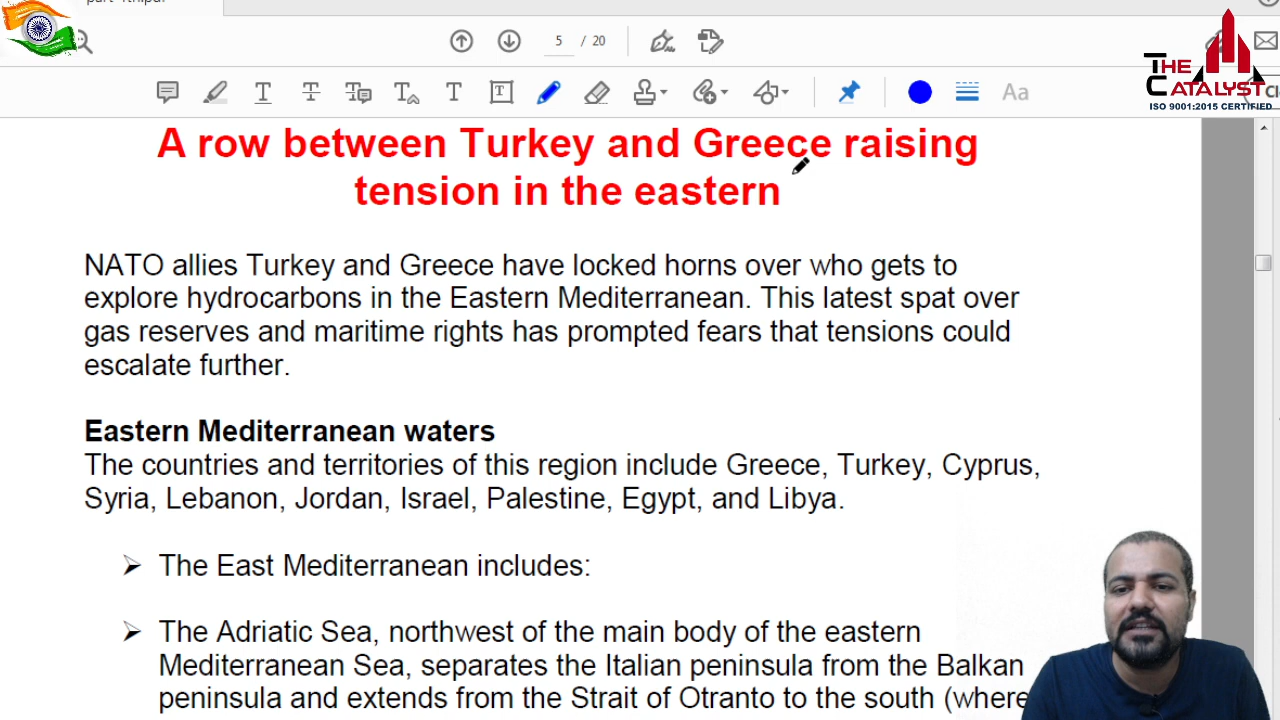 5 / 20
THE
CATALYST
ISO 9001:2015 CERTIFIED
Aa
A row between Turkey and Greece raising
tension in the eastern
NATO allies Turkey and Greece have locked horns over who gets to
explore hydrocarbons in the Eastern Mediterranean. This latest spat over
gas reserves and maritime rights has prompted fears that tensions could
escalate further.
Eastern Mediterranean waters
The countries and territories of this region include Greece, Turkey, Cyprus,
Syria, Lebanon, Jordan, Israel, Palestine, Egypt, and Libya.
➢ The East Mediterranean includes:
➢ The Adriatic Sea, northwest of the main body of the eastern
Mediterranean Sea, separates the Italian peninsula from the Balkan
peninsula and extends from the Strait of Otranto to the south (where